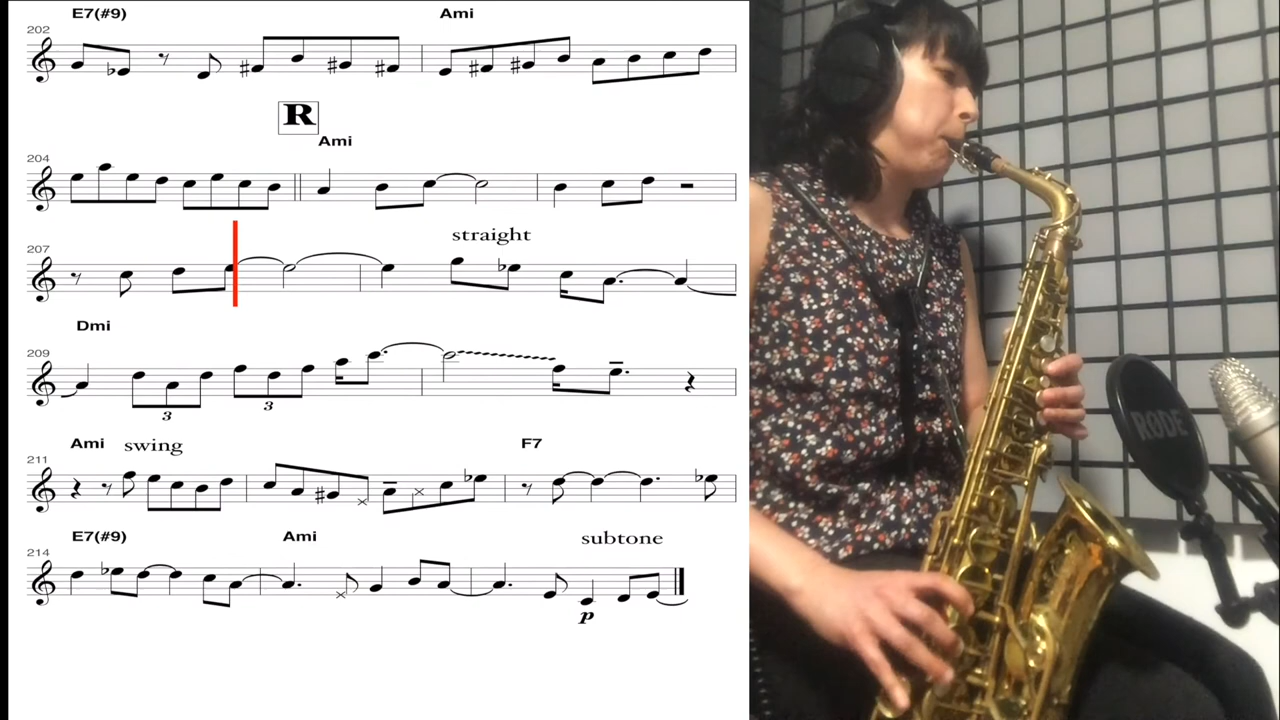 E7(#9) Ami
202
R
Ami
204
straight
207
Dmi
209
3 3
Ami swing F7
211
E7(#9) Ami subtone
214
p
RØDE